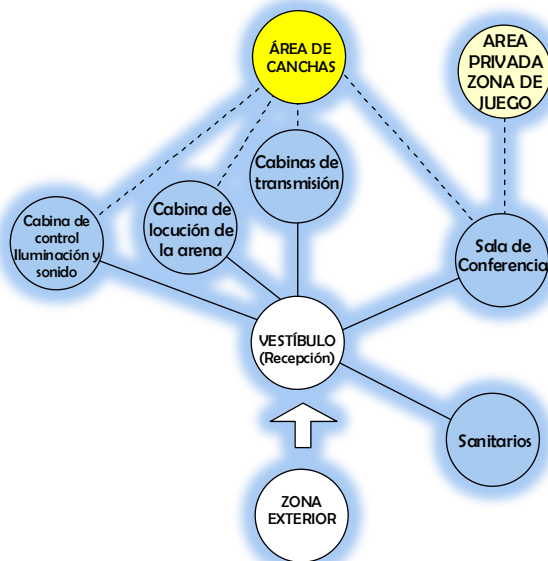 ÁREA DE
CANCHAS
AREA
PRIVADA
ZONA DE
JUEGO
Cabinas de
transmisión
Cabina de
locución de
la arena
Cabina de
control
Iluminación y
sonido
Sala de
Conferencia
VESTÍBULO
(Recepción)
Sanitarios
ZONA
EXTERIOR